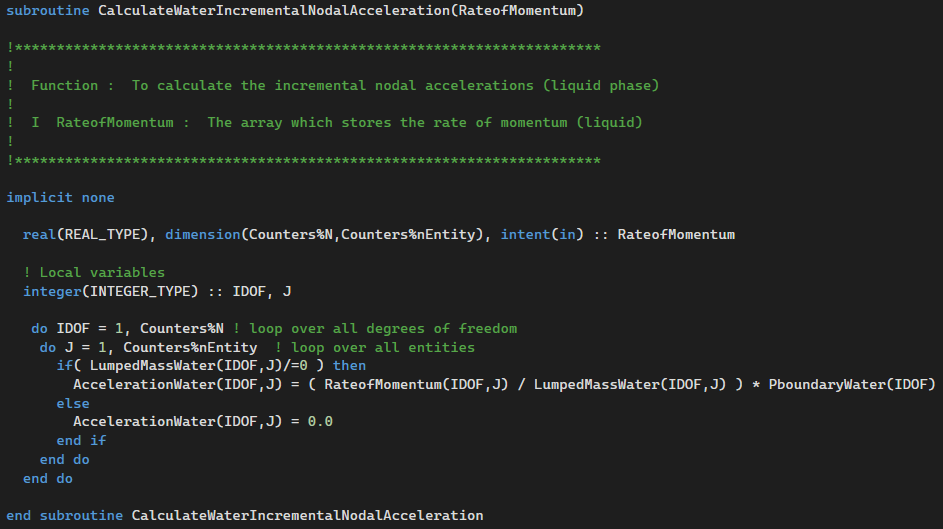 subroutine CalculateWaterIncrementalNodalAcceleration(RateofMomentum)
!**********************************************************************
!
!  Function :  To calculate the incremental nodal accelerations (liquid phase)
!
!  I  RateofMomentum :  The array which stores the rate of momentum (liquid)
!
!**********************************************************************
implicit none
  real(REAL_TYPE), dimension(Counters%N,Counters%nEntity), intent(in) :: RateofMomentum
  ! Local variables
  integer(INTEGER_TYPE) :: IDOF, J
   do IDOF = 1, Counters%N ! loop over all degrees of freedom
    do J = 1, Counters%nEntity  ! loop over all entities
      if( LumpedMassWater(IDOF,J)/=0 ) then
        AccelerationWater(IDOF,J) = ( RateofMomentum(IDOF,J) / LumpedMassWater(IDOF,J) ) * PboundaryWater(IDOF)
      else
        AccelerationWater(IDOF,J) = 0.0
      end if
    end do
  end do
end subroutine CalculateWaterIncrementalNodalAcceleration